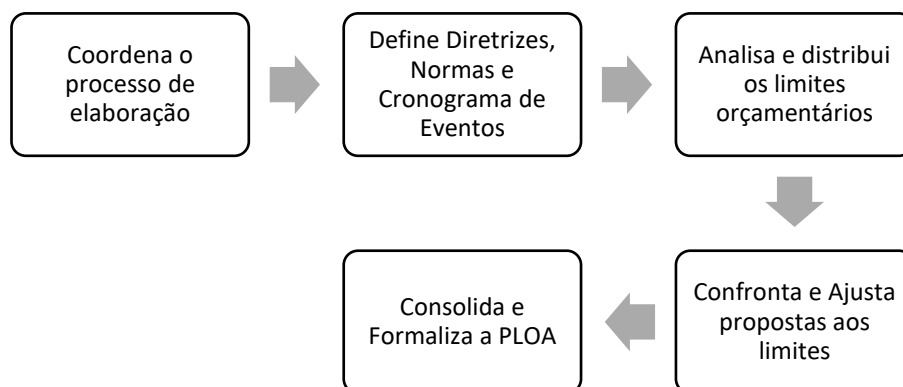 Coordena o
processo de
elaboração
Define Diretrizes,
Normas e
Cronograma de
Eventos
Analisa e distribui
os limites
orçamentários
Confronta e Ajusta
propostas aos
limites
Consolida e
Formaliza a PLOA